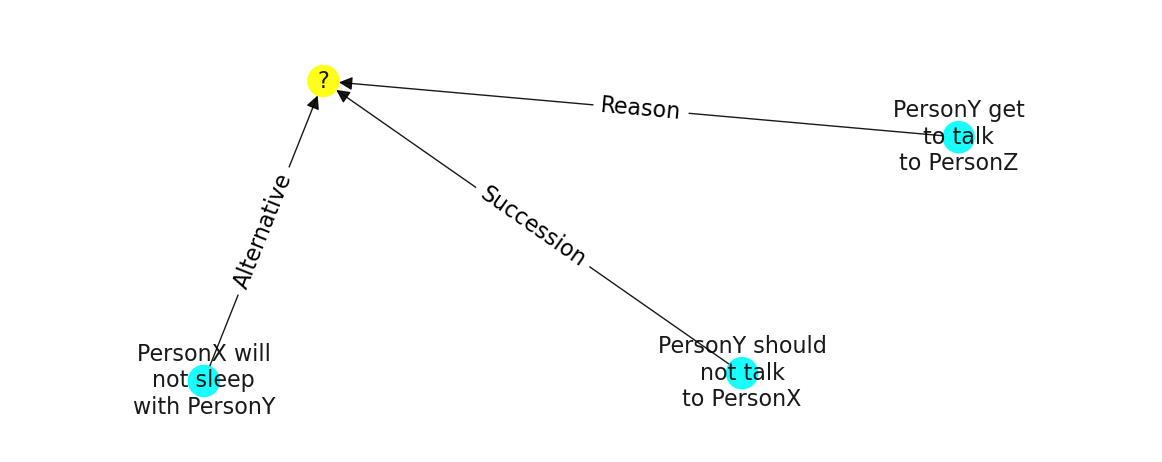 ?
Reason
PersonY get
to talk
to PersonZ
Alternative
Succession
PersonX will
not sleep
with PersonY
PersonY should
not talk
to PersonX